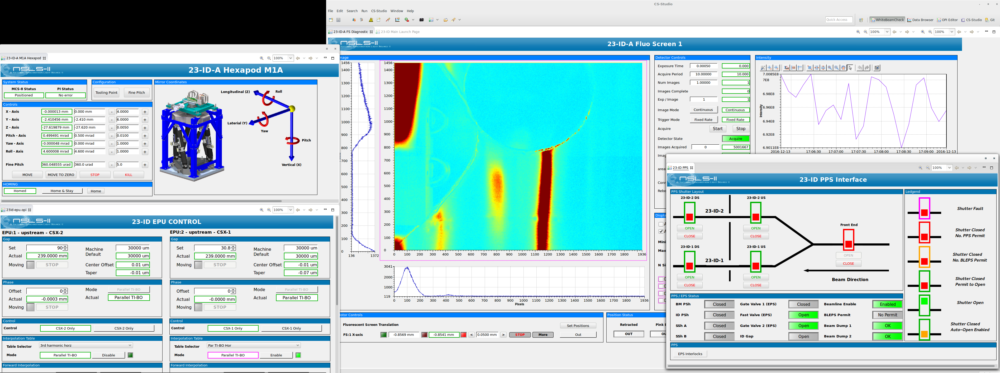 CS-Studio
File Edit Search Run CS-Studio Window Help
Quick Access
WhiteBeamCheck Data Browser OPI Editor CS-Studio Git
23-ID-A FS Diagnostic 23-ID Main Launch Page
100% 100%
NSLS-II
NATIONAL SYNCHROTRON LIGHT SOURCE II
23-ID-A Fluo Screen 1
mage
1456
1400
1300
1200
1100
1000
900
800
700
600
500
400
300
200
100
0
136 1372
1456
1400
1300
1200
1100
1000
900
800
700
600
500
400
300
200
100
0
0 100 200 300 400 500 600 700 800 900 1000 1100 1200 1300 1400 1500 1600 1700 1800 1936
3041
2000
1000
119
0 100 200 300 400 500 600 700 800 900 1000 1100 1200 1300 1400 1500 1600 1700 1800 1936
Pixels
Detector Controls
Exposure Time 0.00050 0.000
Acquire Period 10.00000 10.000
Num Images 1.00000 1
Images Complete 0
Exp / Image 1 1
Image Mode Continuous Continuous
Trigger Mode Fixed Rate Fixed Rate
Acquire Start Stop
Detector State Acquire
Images Acquired 0 5001667
Imag
area
Conn
Rebo
Displa
Mini
Max
N Si
Intensity
7.0085E8
7E8
6.98E8
6.96E8
6.94E8
6.92E8
6.9011E8
Intensity
2016-12-13 17:06:30 17:07:00 17:07:30 17:08:00 17:08:30 17:09:00 2016-12-13
otor Controls
Fluorescent Screen Translation
Set Positions
FS:1 X-axis -0.8569 mm -0.8541 mm < 0.0500 mm > STOP More Out
Position Status
Retracted Pink
OUT OU
23-ID-A M1A Hexapod
100%
NSLS-II
NATIONAL SYNCHROTRON LIGHT SOURCE II
23-ID-A Hexapod M1A
System Status
MCS-8 Status PI Status
Positioned No error
Configuration
Tooling Point Fine Pitch
Mirror Coordinates
Longitudinal (Z)
Roll
Laterial (Y)
Yaw
Pitch
Vertical (X)
Controls
X - Axis -0.000013 mm 0.000 mm - 4.0000 +
Y - Axis -2.410456 mm -2.410 mm - 6.0000 +
Z - Axis -27.619879 mm -27.620 mm - 0.0050 +
Pitch - Axis 0.499491 mrad 0.500 mrad - 0.0100 +
Yaw - Axis -0.000048 mrad 0.000 mrad - 1.0000 +
Roll - Axis 4.600008 mrad 4.600 mrad - 1.0000 +
Fine Pitch 360.048555 urad 360.0 urad - 5.0 +
MOVE MOVE TO ZERO STOP KILL
HOMING
Homed Home & Stay Home
23id-epu.opi
100%
NSLS-II
NATIONAL SYNCHROTRON LIGHT SOURCE II
23-ID EPU CONTROL
EPU:1 - upstream - CSX-2
Gap
Set 90
Actual 239.0000 mm
Moving STOP
Machine Default 30000 um
30000 um
Center Offset 0.01 um
Taper -0.01 um
Phase
Offset 0
Actual -0.0003 mm
Moving STOP
Mode Parallel TI-BO
Actual Parallel TI-BO
Control
Control CSX-2 Only CSX-2 Only
Interpolation Table
Table Selector 3rd harmonic horz
Mode Parallel TI-BO Disable
Forward Interpolation
EPU:2 - upstream - CSX-1
Gap
Set 30.8
Actual 239.0000 mm
Moving STOP
Machine Default 30000 um
30000 um
Center Offset -0.01 um
Taper -0.07 um
Phase
Offset 0
Actual -0.0000 mm
Moving STOP
Mode Parallel TI-BO
Actual Parallel TI-BO
Control
Control CSX-1 Only CSX-1 Only
Interpolation Table
Table Selector Par TI-BO Hor
Mode Parallel TI-BO Enable
Forward Interpolation
23-ID PPS
100%
NSLS-II
NATIONAL SYNCHROTRON LIGHT SOURCE II
23-ID PPS Interface
PPS Shutter Layout
23-ID-2 DS 23-ID-2 US
23-ID-2
OPEN OPEN
CLOSE CLOSE
Front End
OPEN
CLOSE
23-ID-1 DS 23-ID-1 US
23-ID-1
OPEN OPEN
CLOSE CLOSE
Beam Direction
Ledgend
Shutter Fault
Shutter Closed
No. PPS Permit
Shutter Closed
No. BLEPS Permit
Shutter Closed
Permit to Open
Shutter Open
Shutter Closed
Auto-Open Enabled
PPS / EPS Status
BM PSh Closed Gate Valve 1 (EPS) Closed Beamline Enable Enabled
ID PSh Closed Fast Valve (EPS) Open BLEPS Permit No Permit
SSh A Closed Gate Valve 2 (EPS) Open Beam Dump 1 OK
SSh B Closed ID Gap Open Beam Dump 2 OK
PPS
EPS Interlocks